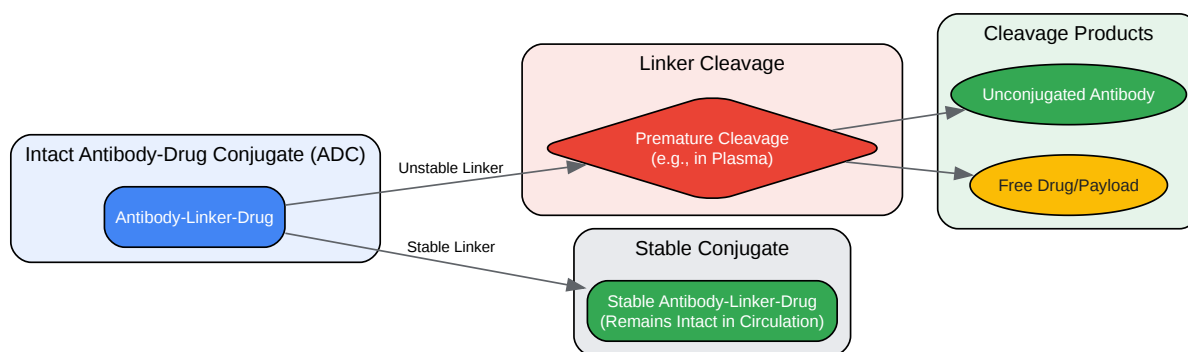 Intact Antibody-Drug Conjugate (ADC)
Antibody-Linker-Drug
Unstable Linker
Stable Linker
Linker Cleavage
Premature Cleavage
(e.g., in Plasma)
Stable Conjugate
Stable Antibody-Linker-Drug
(Remains Intact in Circulation)
Cleavage Products
Unconjugated Antibody
Free Drug/Payload